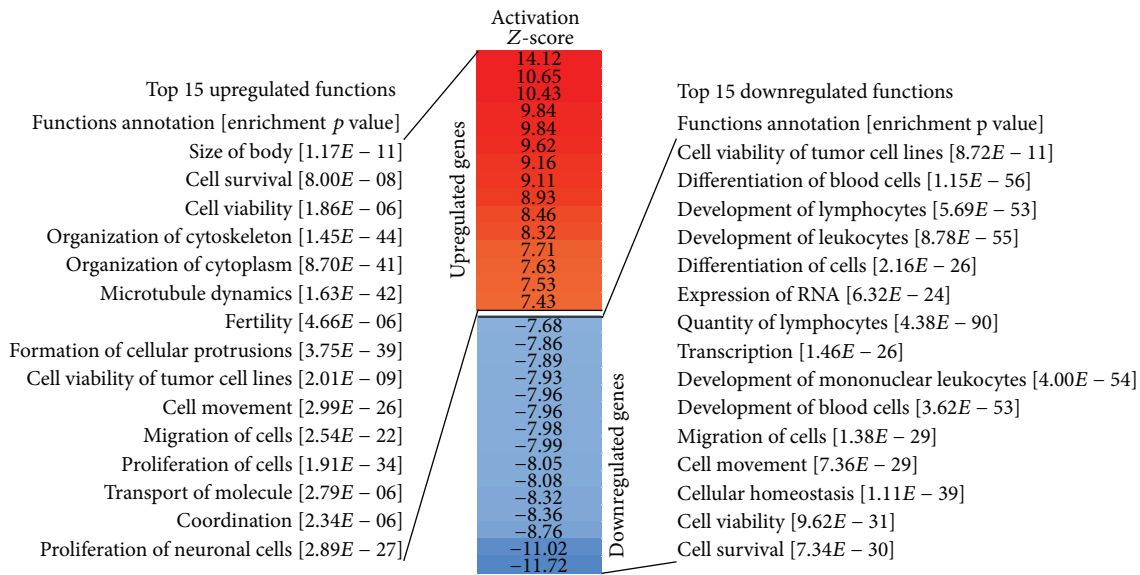 Activation
Z-score
Top 15 upregulated functions
Functions annotation [enrichment p value]
Size of body [1.17E − 11]
Cell survival [8.00E − 08]
Cell viability [1.86E − 06]
Organization of cytoskeleton [1.45E − 44]
Organization of cytoplasm [8.70E − 41]
Microtubule dynamics [1.63E − 42]
Fertility [4.66E − 06]
Formation of cellular protrusions [3.75E − 39]
Cell viability of tumor cell lines [2.01E − 09]
Cell movement [2.99E − 26]
Migration of cells [2.54E − 22]
Proliferation of cells [1.91E − 34]
Transport of molecule [2.79E − 06]
Coordination [2.34E − 06]
Proliferation of neuronal cells [2.89E − 27]
Upregulated genes
14.12
10.65
10.43
9.84
9.84
9.62
9.16
9.11
8.93
8.46
8.32
7.71
7.63
7.53
7.43
−7.68
−7.86
−7.89
−7.93
−7.96
−7.96
−7.98
−7.99
−8.05
−8.08
−8.32
−8.36
−8.76
−11.02
−11.72
Downregulated genes
Top 15 downregulated functions
Functions annotation [enrichment p value]
Cell viability of tumor cell lines [8.72E − 11]
Differentiation of blood cells [1.15E − 56]
Development of lymphocytes [5.69E − 53]
Development of leukocytes [8.78E − 55]
Differentiation of cells [2.16E − 26]
Expression of RNA [6.32E − 24]
Quantity of lymphocytes [4.38E − 90]
Transcription [1.46E − 26]
Development of mononuclear leukocytes [4.00E − 54]
Development of blood cells [3.62E − 53]
Migration of cells [1.38E − 29]
Cell movement [7.36E − 29]
Cellular homeostasis [1.11E − 39]
Cell viability [9.62E − 31]
Cell survival [7.34E − 30]